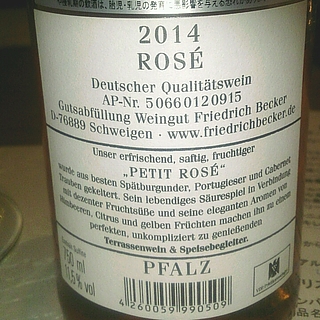 2014
ROSÉ
Deutscher Qualitätswein
AP-Nr. 50660120915
Gutsabfüllung Weingut Friedrich Becker
D-76889 Schweigen · www.friedrichbecker.de
Unser erfrischend, saftig, fruchtiger
„PETIT ROSÉ"
wurde aus besten Spätburgunder, Portugieser und Cabernet
Trauben gekeltert. Sein lebendiges Säurespiel in Verbindung
mit dezenter Fruchtsüße und seine eleganten Aromen von
Himbeeren, Citrus und gelben Früchten machen ihn zu einem
perfekten, unkompliziert zu genießenden
Terrassenwein & Speisebegleiter.
750 ml
11,5% vol
PFALZ
4 260059 990509